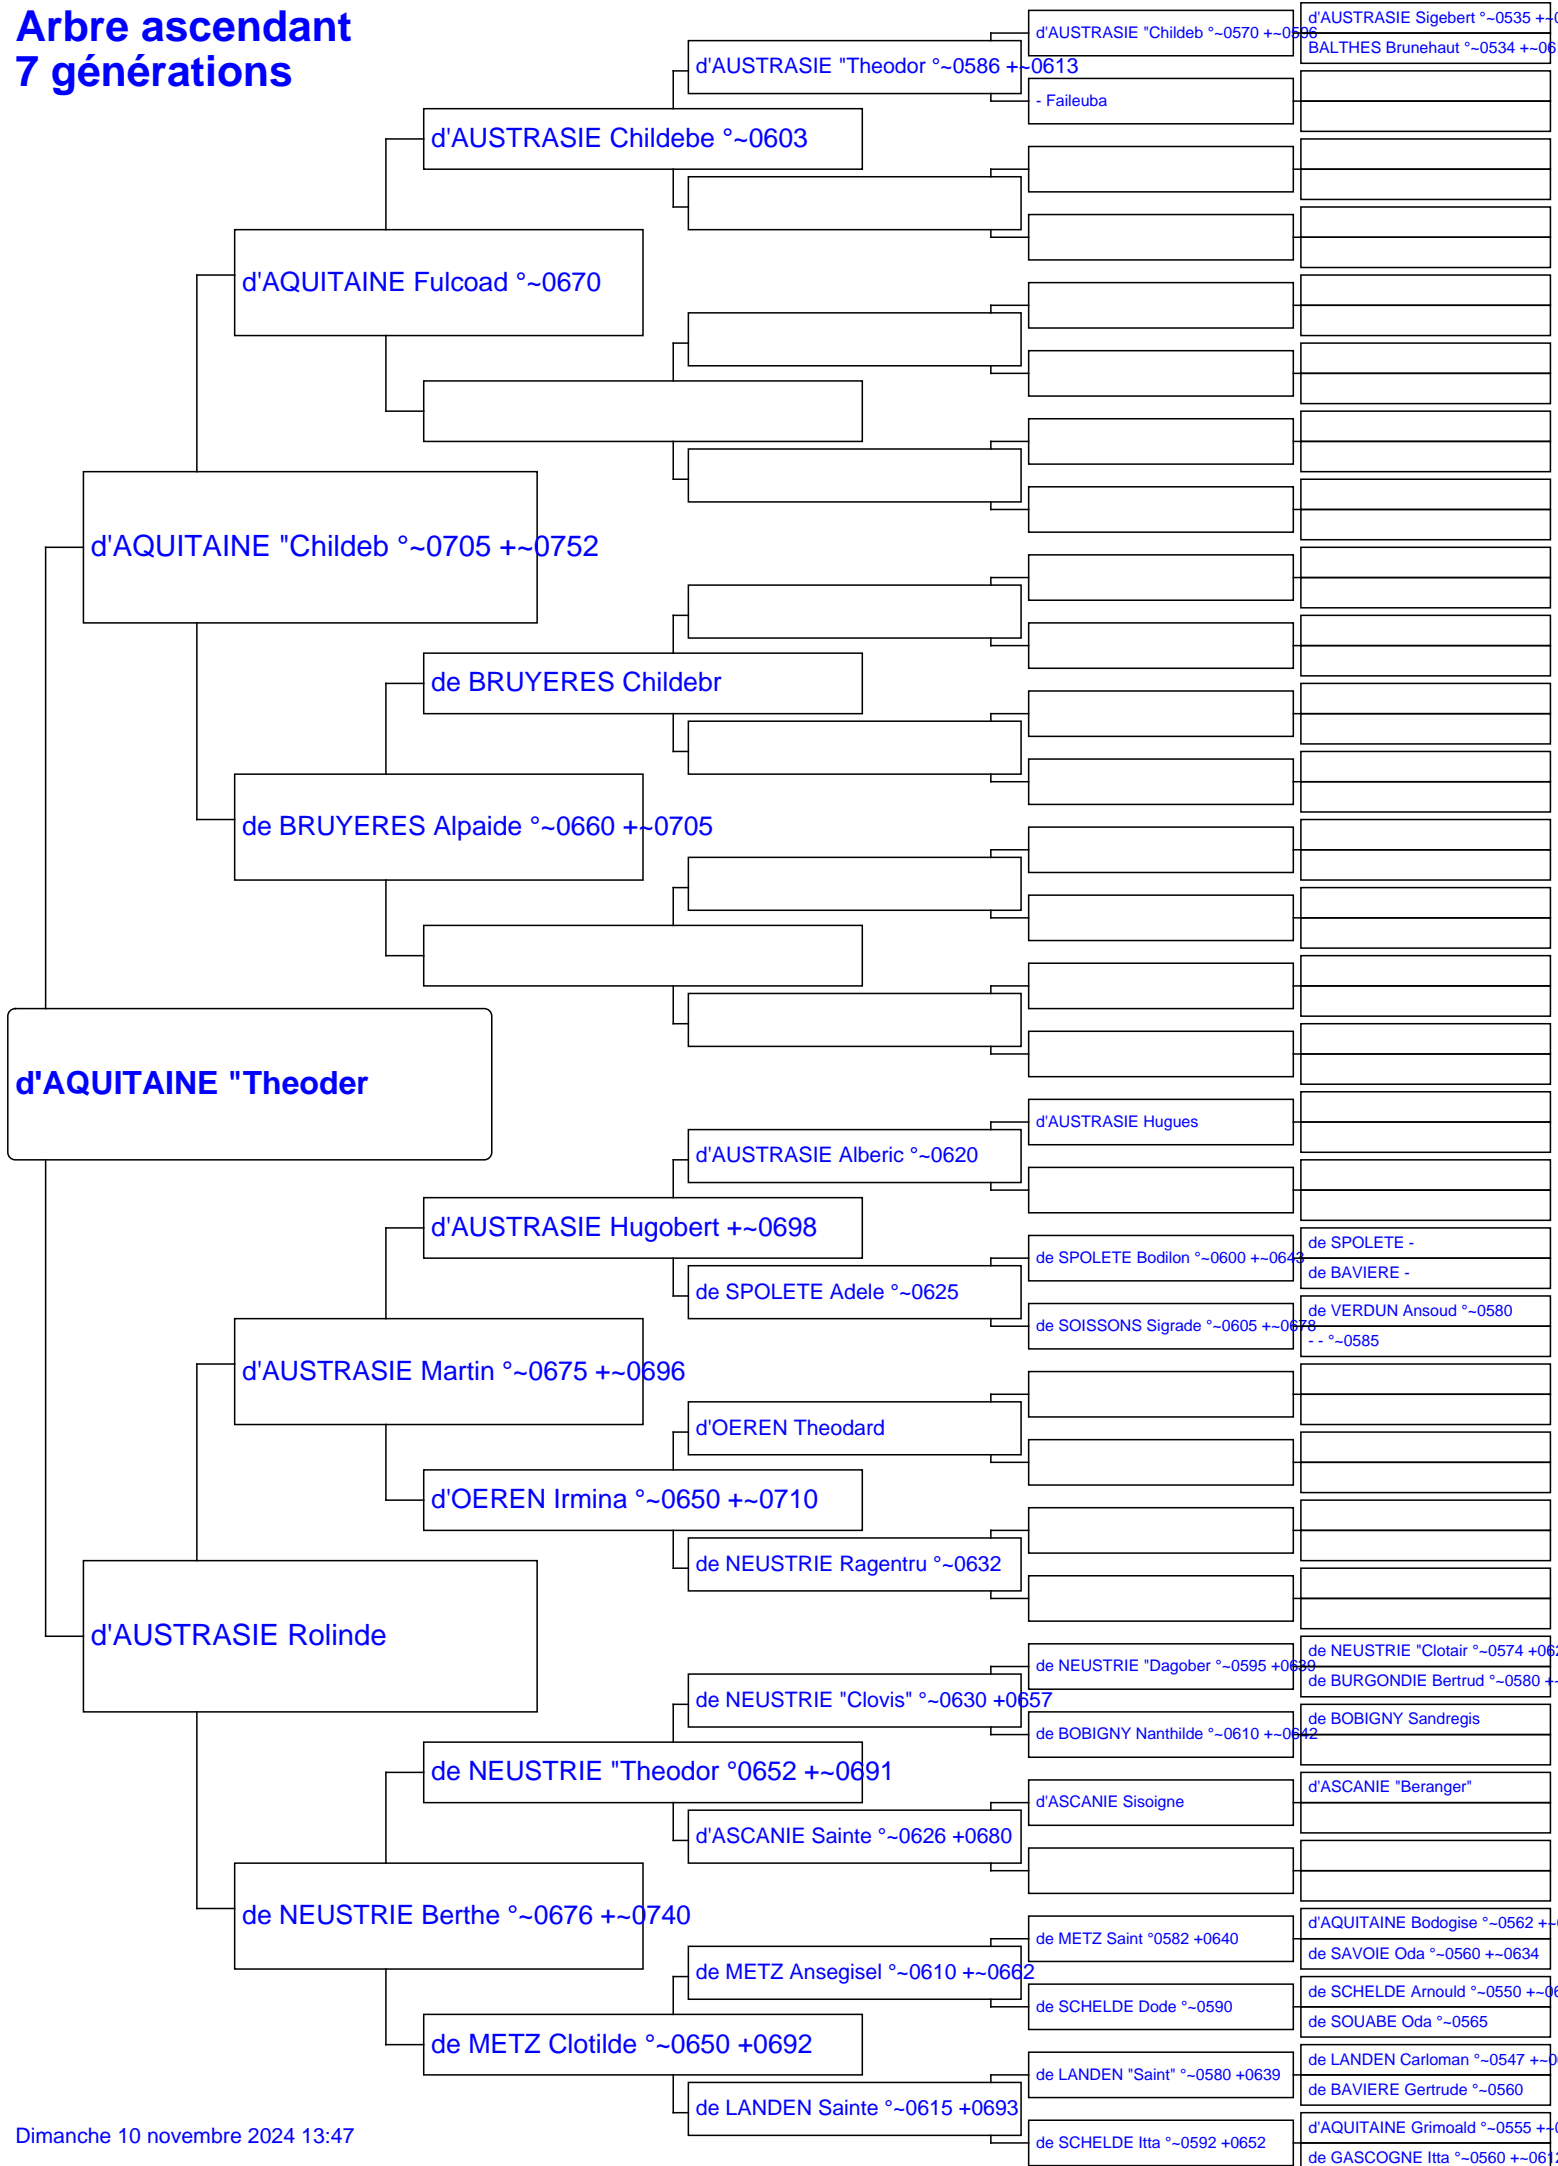 Arbre ascendant
7 générations
d'AUSTRASIE Sigebert °~0535 +~0
d'AUSTRASIE "Childeb °~0570 +~0596
BALTHES Brunehaut °~0534 +~06
d'AUSTRASIE "Theodor °~0586 +~0613
- Faileuba
d'AUSTRASIE Childebe °~0603
d'AQUITAINE Fulcoad °~0670
d'AQUITAINE "Childeb °~0705 +~0752
de BRUYERES Childebr
de BRUYERES Alpaide °~0660 +~0705
d'AQUITAINE "Theoder
d'AUSTRASIE Hugues
d'AUSTRASIE Alberic °~0620
d'AUSTRASIE Hugobert +~0698
de SPOLETE -
de SPOLETE Bodilon °~0600 +~0643
de BAVIERE -
de SPOLETE Adele °~0625
de VERDUN Ansoud °~0580
de SOISSONS Sigrade °~0605 +~0678
- - °~0585
d'AUSTRASIE Martin °~0675 +~0696
d'OEREN Theodard
d'OEREN Irmina °~0650 +~0710
de NEUSTRIE Ragentru °~0632
d'AUSTRASIE Rolinde
de NEUSTRIE "Clotair °~0574 +062
de NEUSTRIE "Dagober °~0595 +0639
de BURGONDIE Bertrud °~0580 +~
de NEUSTRIE "Clovis" °~0630 +0657
de BOBIGNY Sandregis
de BOBIGNY Nanthilde °~0610 +~0642
de NEUSTRIE "Theodor °0652 +~0691
d'ASCANIE "Beranger"
d'ASCANIE Sisoigne
d'ASCANIE Sainte °~0626 +0680
de NEUSTRIE Berthe °~0676 +~0740
d'AQUITAINE Bodogise °~0562 +~0
de METZ Saint °0582 +0640
de SAVOIE Oda °~0560 +~0634
de METZ Ansegisel °~0610 +~0662
de SCHELDE Arnould °~0550 +~06
de SCHELDE Dode °~0590
de SOUABE Oda °~0565
de METZ Clotilde °~0650 +0692
de LANDEN Carloman °~0547 +~0
de LANDEN "Saint" °~0580 +0639
de BAVIERE Gertrude °~0560
de LANDEN Sainte °~0615 +0693
d'AQUITAINE Grimoald °~0555 +~0
de SCHELDE Itta °~0592 +0652
de GASCOGNE Itta °~0560 +~0612
Dimanche 10 novembre 2024 13:47